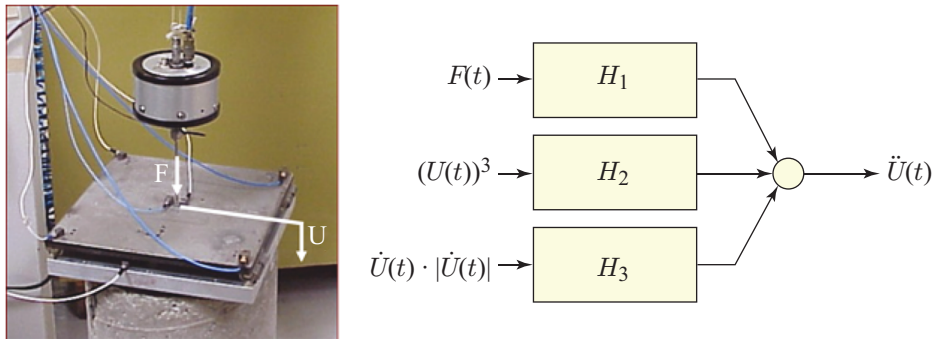 F
U
F(t)
H₁
(U(t))³
H₂
Ü(t)
U̇(t) · |U̇(t)|
H₃